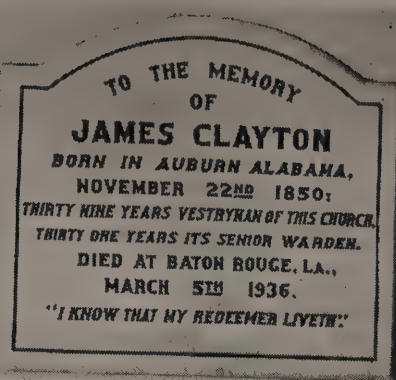 TO THE MEMORY
OF
JAMES CLAYTON
BORN IN AUBURN ALABAMA,
NOVEMBER 22ND 1850;
THIRTY NINE YEARS VESTRYMAN OF THIS CHURCH,
THIRTY ONE YEARS ITS SENIOR WARDEN.
DIED AT BATON ROUGE, LA.,
MARCH 5TH 1936.
"I KNOW THAT MY REDEEMER LIVETH".